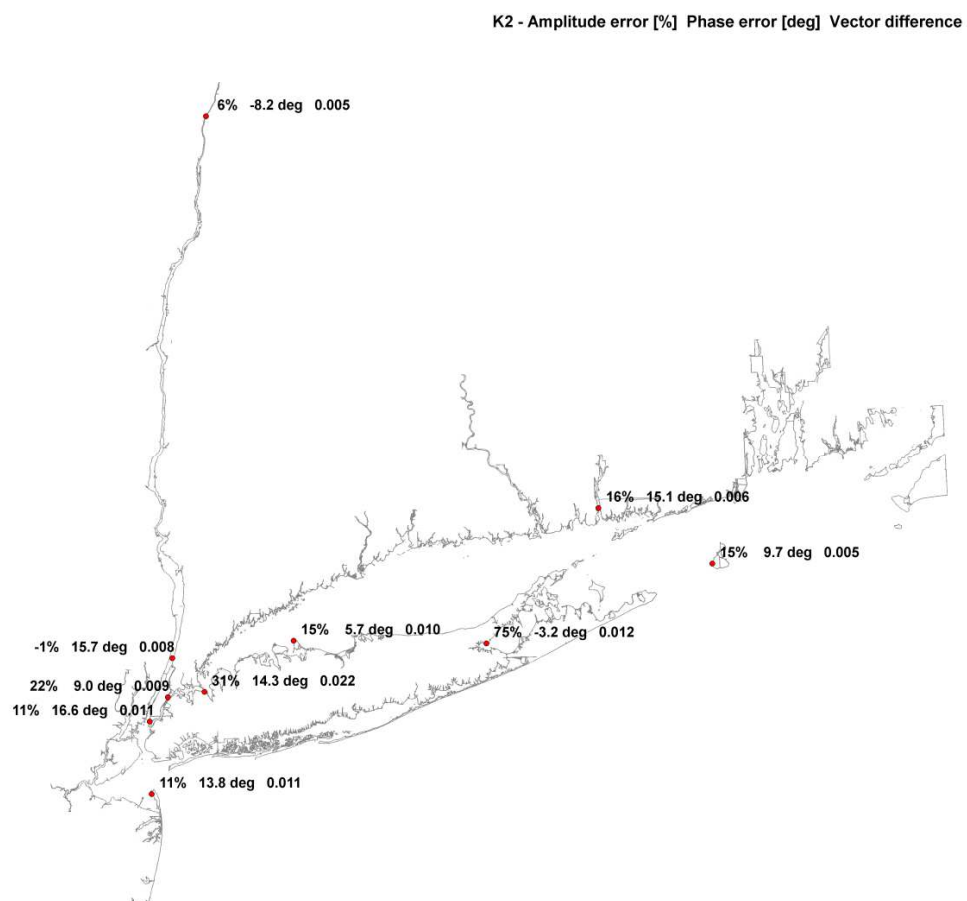 K2 - Amplitude error [%] Phase error [deg] Vector difference
6% -8.2 deg 0.005
16% 15.1 deg 0.006
15% 9.7 deg 0.005
15% 5.7 deg 0.010
75% -3.2 deg 0.012
-1% 15.7 deg 0.008
31% 14.3 deg 0.022
22% 9.0 deg 0.009
11% 16.6 deg 0.011
11% 13.8 deg 0.011